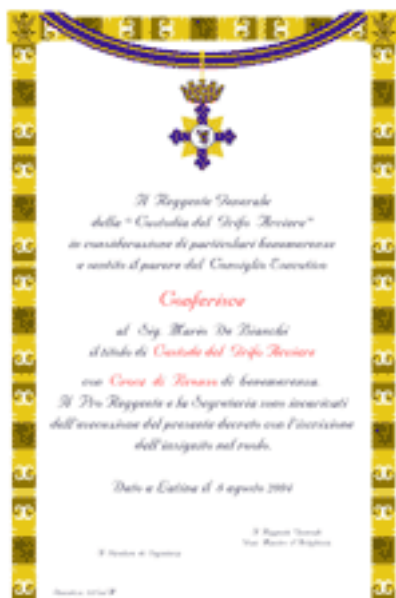 Il Reggente Generale
della "Custodia del Grifo Arciere"
in considerazione di particolari benemerenze
e sentito il parere del Consiglio Esecutivo
Conferisce
al Sig. Mario De Bianchi
il titolo di Custode del Grifo Arciere
con Croce di Bronzo di benemerenza.
Il Pro Reggente e la Segreteria sono incaricati
dell'esecuzione del presente decreto con l'iscrizione
dell'insignito nel ruolo.
Dato a Latina il agosto 2004
Il Reggente Generale